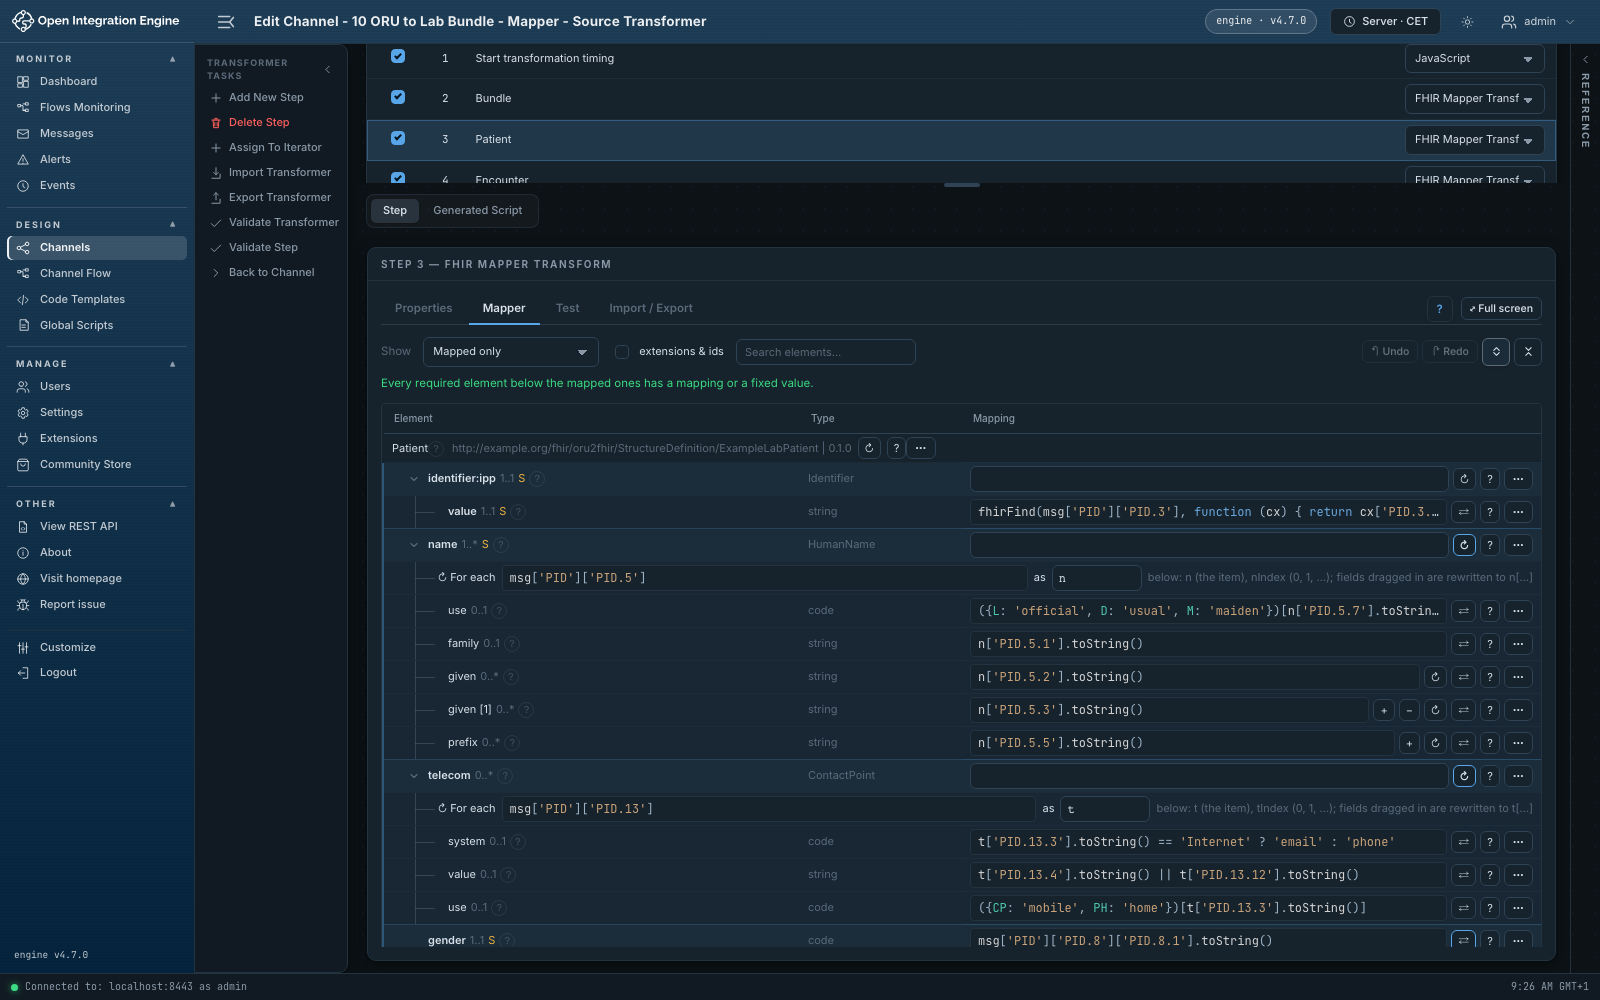 Open Integration Engine
Edit Channel - 10 ORU to Lab Bundle - Mapper - Source Transformer
engine · v4.7.0
Server · CET
admin
MONITOR
Dashboard
Flows Monitoring
Messages
Alerts
Events
DESIGN
Channels
Channel Flow
Code Templates
Global Scripts
MANAGE
Users
Settings
Extensions
Community Store
OTHER
View REST API
About
Visit homepage
Report issue
Customize
Logout
engine v4.7.0
TRANSFORMER TASKS
Add New Step
Delete Step
Assign To Iterator
Import Transformer
Export Transformer
Validate Transformer
Validate Step
Back to Channel
1 Start transformation timing JavaScript
2 Bundle FHIR Mapper Transf
3 Patient FHIR Mapper Transf
4 Encounter FHIR Mapper Transf
REFERENCE
Step Generated Script
STEP 3 — FHIR MAPPER TRANSFORM
Properties Mapper Test Import / Export ? Full screen
Show Mapped only extensions & ids Search elements... Undo Redo
Every required element below the mapped ones has a mapping or a fixed value.
Element Type Mapping
Patient ? http://example.org/fhir/oru2fhir/StructureDefinition/ExampleLabPatient | 0.1.0 ? ...
identifier:ipp 1..1 S ? Identifier ? ...
value 1..1 S ? string fhirFind(msg['PID']['PID.3'], function (cx) { return cx['PID.3.… ? ...
name 1..* S ? HumanName ? ...
For each msg['PID']['PID.5'] as n below: n (the item), nIndex (0, 1, ...); fields dragged in are rewritten to n[...]
use 0..1 ? code ({L: 'official', D: 'usual', M: 'maiden'})[n['PID.5.7'].toStrin… ? ...
family 0..1 ? string n['PID.5.1'].toString() ? ...
given 0..* ? string n['PID.5.2'].toString() ? ...
given [1] 0..* ? string n['PID.5.3'].toString() + − ? ...
prefix 0..* ? string n['PID.5.5'].toString() + ? ...
telecom 0..* ? ContactPoint ? ...
For each msg['PID']['PID.13'] as t below: t (the item), tIndex (0, 1, ...); fields dragged in are rewritten to t[...]
system 0..1 ? code t['PID.13.3'].toString() == 'Internet' ? 'email' : 'phone' ? ...
value 0..1 ? string t['PID.13.4'].toString() || t['PID.13.12'].toString() ? ...
use 0..1 ? code ({CP: 'mobile', PH: 'home'})[t['PID.13.3'].toString()] ? ...
gender 1..1 S ? code msg['PID']['PID.8']['PID.8.1'].toString() ? ...
Connected to: localhost:8443 as admin
9:26 AM GMT+1